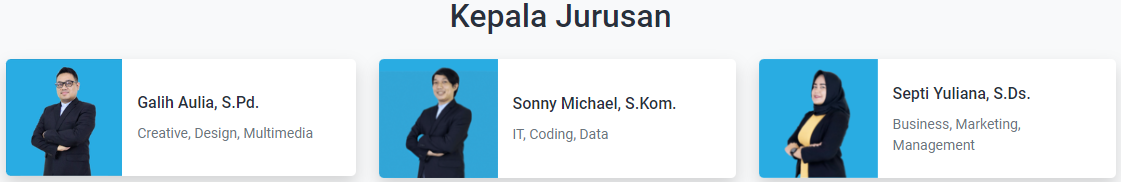 Kepala Jurusan
Galih Aulia, S.Pd.
Creative, Design, Multimedia
Sonny Michael, S.Kom.
IT, Coding, Data
Septi Yuliana, S.Ds.
Business, Marketing,
Management